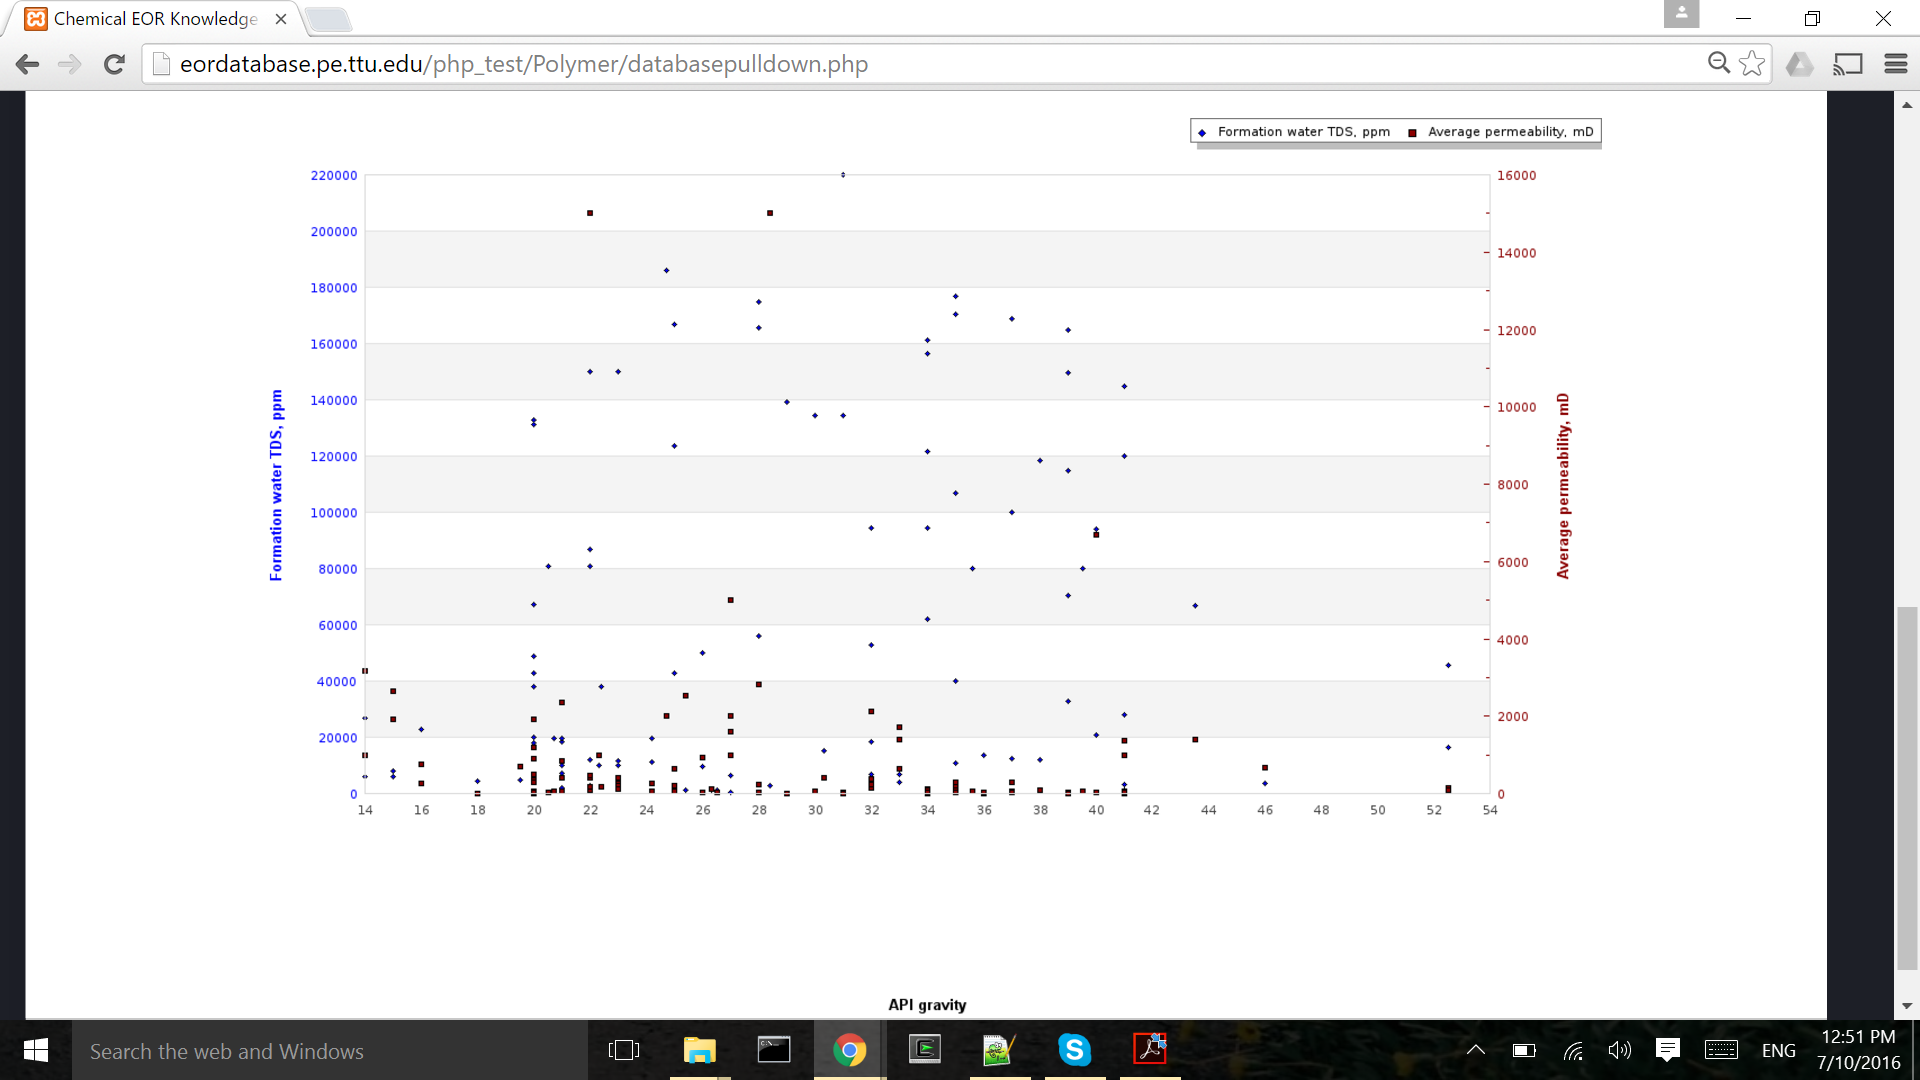 Chemical EOR Knowledge
eordatabase.pe.ttu.edu/php_test/Polymer/databasepulldown.php
Formation water TDS, ppm Average permeability, mD
220000
200000
180000
160000
140000
120000
100000
80000
60000
40000
20000
0
Formation water TDS, ppm
16000
14000
12000
10000
8000
6000
4000
2000
0
Average permeability, mD
14 16 18 20 22 24 26 28 30 32 34 36 38 40 42 44 46 48 50 52 54
API gravity
Search the web and Windows
ENG
12:51 PM
7/10/2016